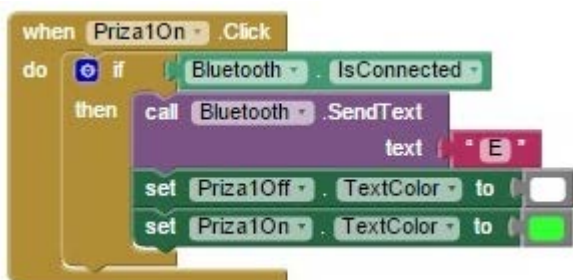 when Priza1On .Click
do if Bluetooth . IsConnected
then call Bluetooth .SendText
text "E"
set Priza1Off . TextColor to
set Priza1On . TextColor to